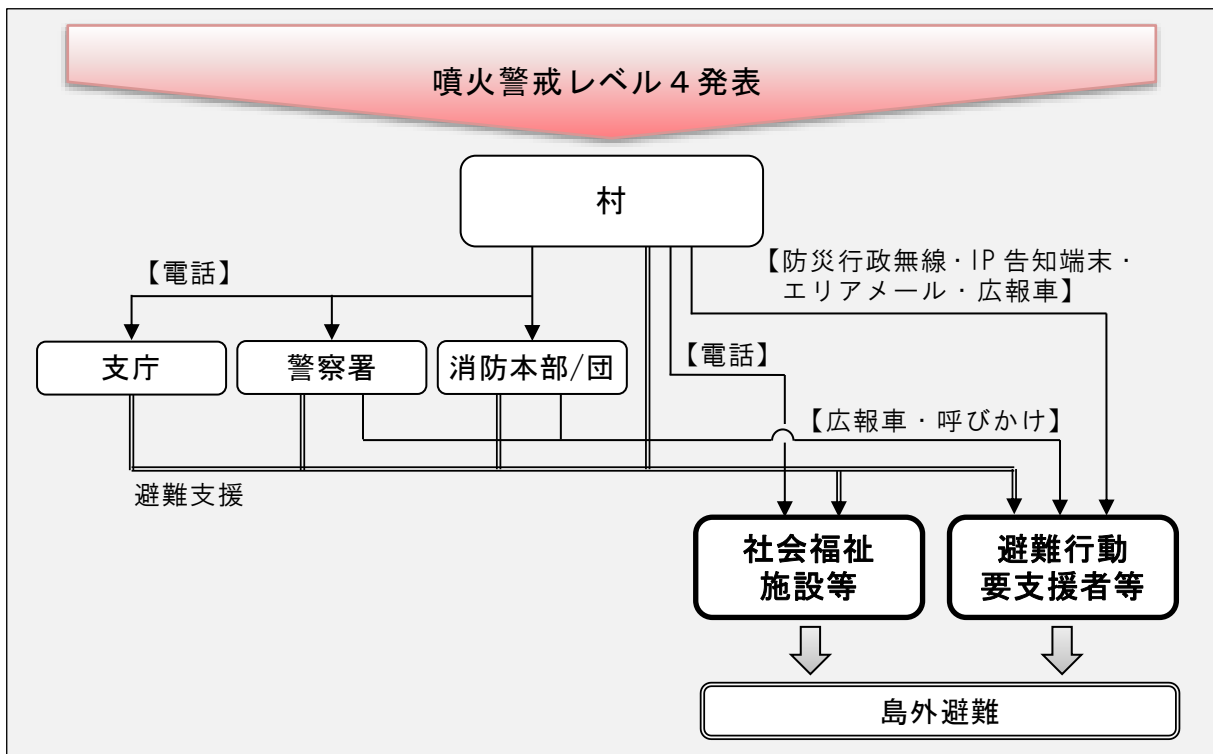 噴火警戒レベル４発表
村
【電話】
【防災行政無線・IP 告知端末・
エリアメール・広報車】
支庁
警察署
消防本部/団
【電話】
【広報車・呼びかけ】
避難支援
社会福祉
施設等
避難行動
要支援者等
島外避難